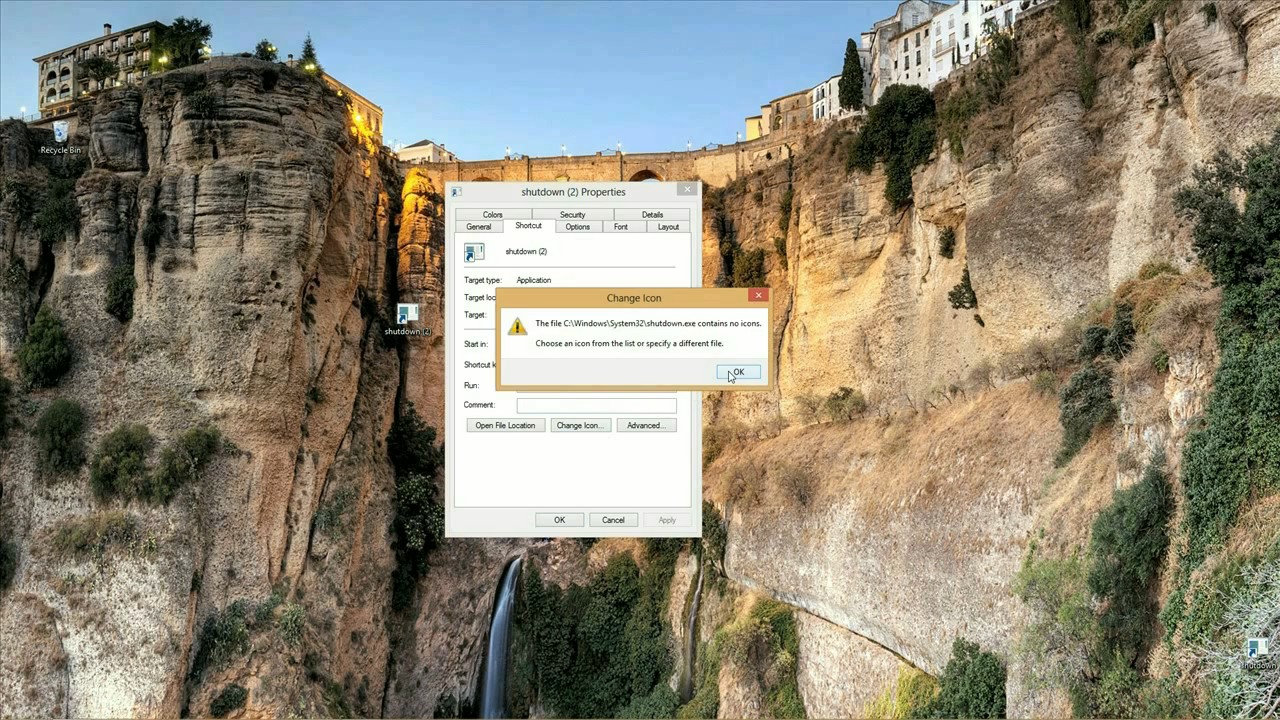 Recycle Bin
shutdown (2) Properties
Colors Security Details
General Shortcut Options Font Layout
shutdown (2)
Target type: Application
Target loc
Target:
Start in:
Shortcut k
Run:
Comment:
Open File Location Change Icon... Advanced...
OK Cancel Apply
Change Icon
The file C:\Windows\System32\shutdown.exe contains no icons.
Choose an icon from the list or specify a different file.
OK
shutdown (2)
shutdown